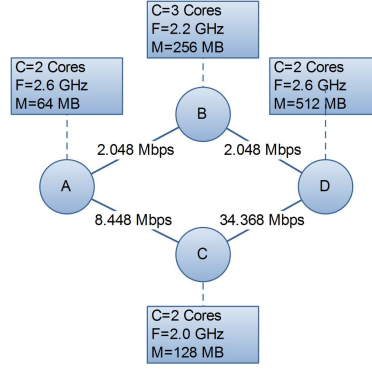 C=3 Cores
F=2.2 GHz
M=256 MB
C=2 Cores
F=2.6 GHz
M=64 MB
C=2 Cores
F=2.6 GHz
M=512 MB
B
2.048 Mbps
2.048 Mbps
A
D
8.448 Mbps
34.368 Mbps
C
C=2 Cores
F=2.0 GHz
M=128 MB